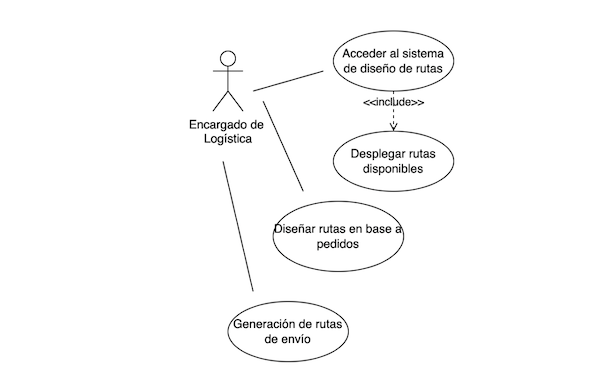 Acceder al sistema
de diseño de rutas
<<include>>
Encargado de
Logística
Desplegar rutas
disponibles
Diseñar rutas en base a
pedidos
Generación de rutas
de envío